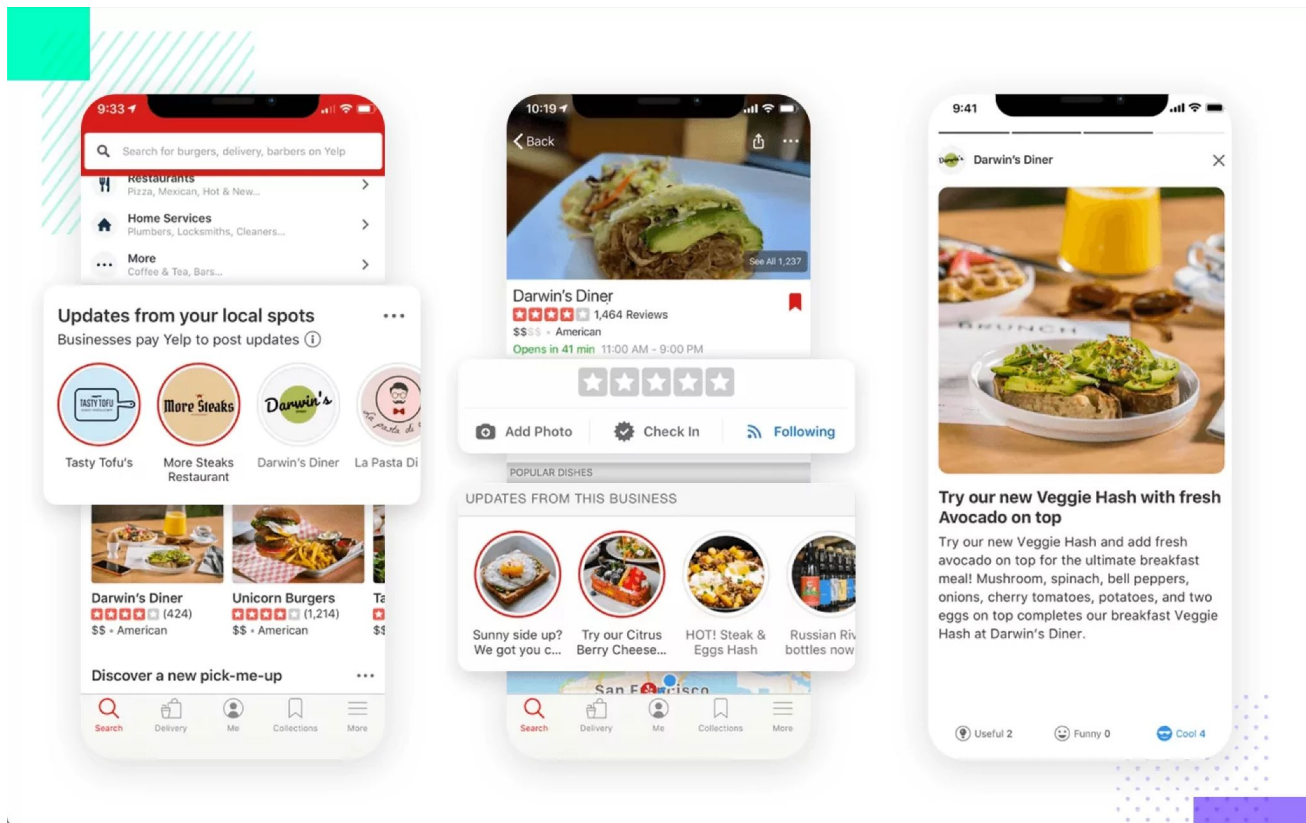 9:33
Search for burgers, delivery, barbers on Yelp
Restaurants
Pizza, Mexican, Hot & New...
Home Services
Plumbers, Locksmiths, Cleaners...
More
Coffee & Tea, Bars...
Updates from your local spots
Businesses pay Yelp to post updates
TASTY TOFU
More Steaks
Darwin's
La pasta di
Tasty Tofu's
More Steaks
Restaurant
Darwin's Diner
La Pasta Di
Darwin's Diner
(424)
$$ • American
Unicorn Burgers
(1,214)
$$ • American
Ta
$$
Discover a new pick-me-up
Search
Delivery
Me
Collections
More
10:19
Back
See All 1,237
Darwin's Diner
1,464 Reviews
$$$$ • American
Opens in 41 min 11:00 AM - 9:00 PM
Add Photo
Check In
Following
POPULAR DISHES
UPDATES FROM THIS BUSINESS
Sunny side up?
We got you c...
Try our Citrus
Berry Cheese...
HOT! Steak &
Eggs Hash
Russian Riv
bottles now
San Francisco
Search
Delivery
Me
Collections
More
9:41
Darwin's Diner
BRUNCH
Try our new Veggie Hash with fresh
Avocado on top
Try our new Veggie Hash and add fresh
avocado on top for the ultimate breakfast
meal! Mushroom, spinach, bell peppers,
onions, cherry tomatoes, potatoes, and two
eggs on top completes our breakfast Veggie
Hash at Darwin's Diner.
Useful 2
Funny 0
Cool 4